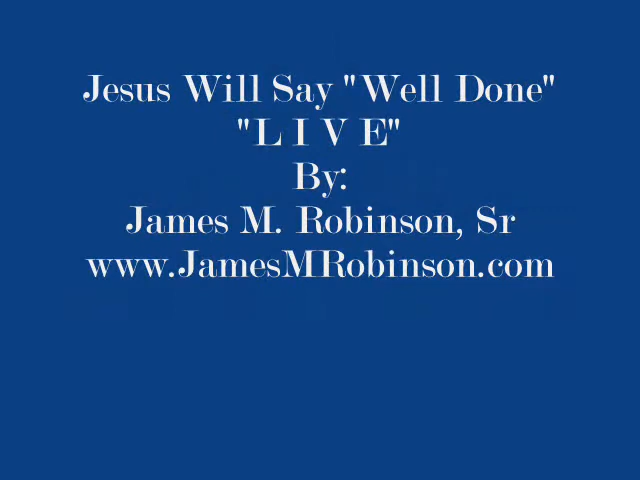 Jesus Will Say "Well Done"
"L I V E"
By:
James M. Robinson, Sr
www.JamesMRobinson.com